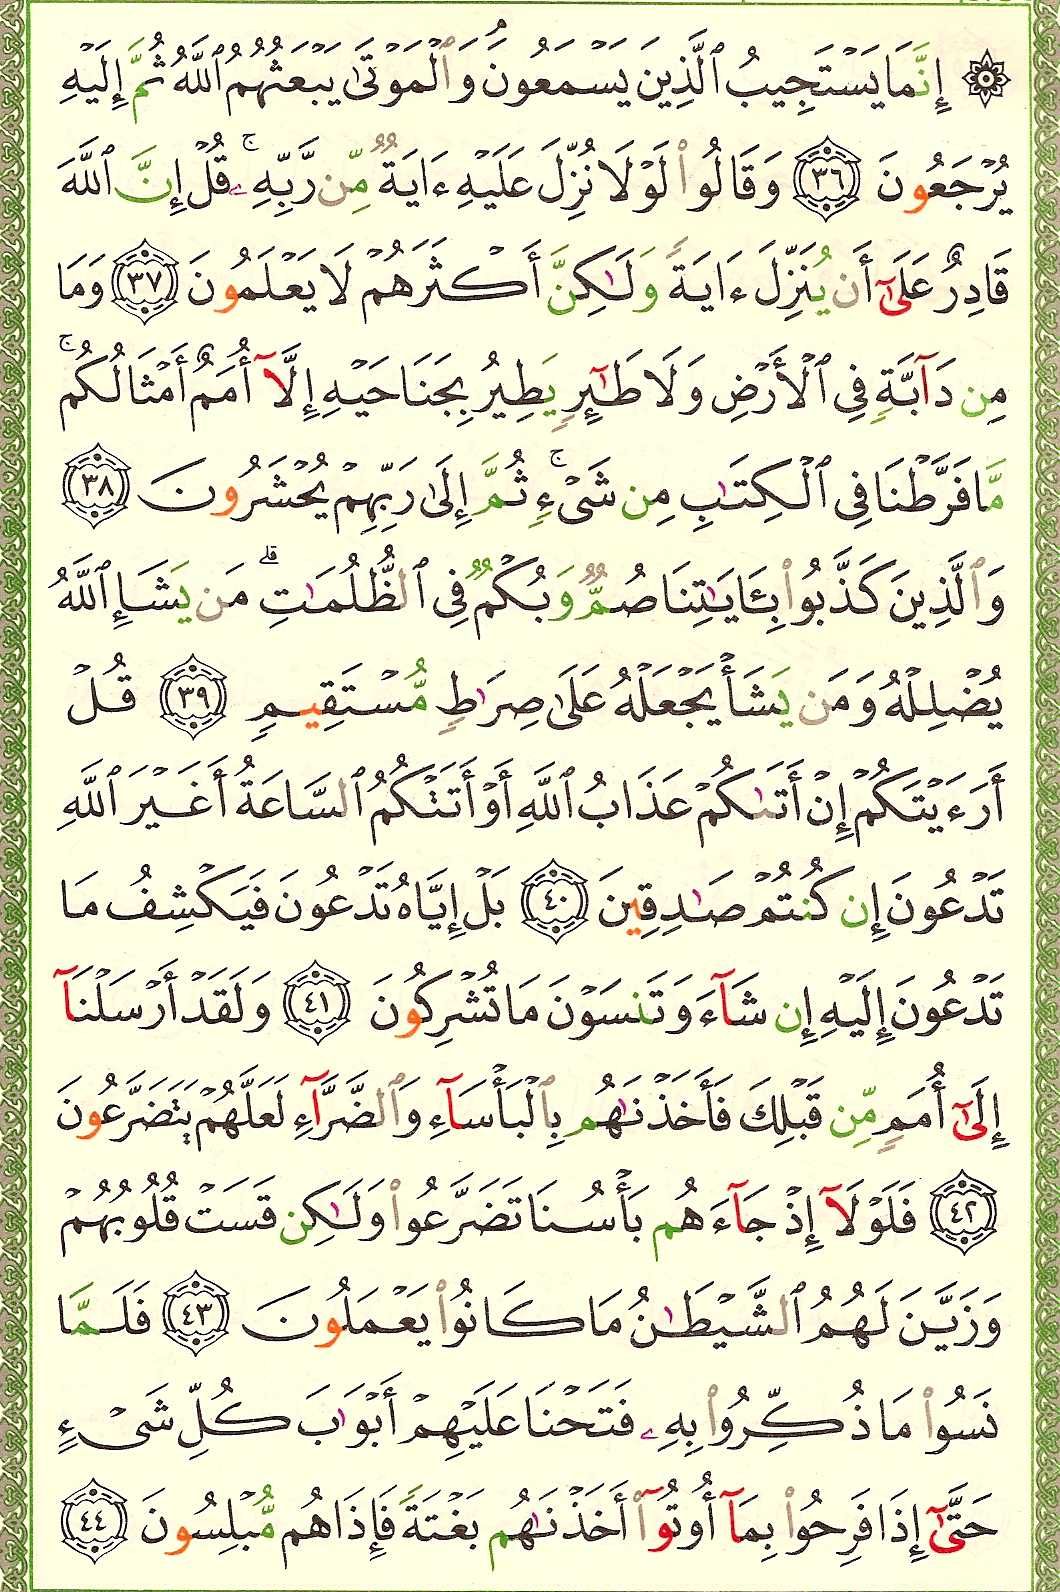 ۞ إِنَّمَا يَسْتَجِيبُ ٱلَّذِينَ يَسْمَعُونَۘ وَٱلْمَوْتَىٰ يَبْعَثُهُمُ ٱللَّهُ ثُمَّ إِلَيْهِ
يُرْجَعُونَ ٣٦ وَقَالُوا۟ لَوْلَا نُزِّلَ عَلَيْهِ ءَايَةٌ مِّن رَّبِّهِۦۚ قُلْ إِنَّ ٱللَّهَ
قَادِرٌ عَلَىٰٓ أَن يُنَزِّلَ ءَايَةً وَلَـٰكِنَّ أَكْثَرَهُمْ لَا يَعْلَمُونَ ٣٧ وَمَا
مِن دَآبَّةٍ فِى ٱلْأَرْضِ وَلَا طَـٰٓئِرٍ يَطِيرُ بِجَنَاحَيْهِ إِلَّآ أُمَمٌ أَمْثَالُكُمۚ
مَّا فَرَّطْنَا فِى ٱلْكِتَـٰبِ مِن شَىْءٍۚ ثُمَّ إِلَىٰ رَبِّهِمْ يُحْشَرُونَ ٣٨
وَٱلَّذِينَ كَذَّبُوا۟ بِـَٔايَـٰتِنَا صُمٌّ وَبُكْمٌ فِى ٱلظُّلُمَـٰتِۗ مَن يَشَإِ ٱللَّهُ
يُضْلِلْهُ وَمَن يَشَأْ يَجْعَلْهُ عَلَىٰ صِرَٰطٍ مُّسْتَقِيمٍ ٣٩ قُلْ
أَرَءَيْتَكُمْ إِنْ أَتَىٰكُمْ عَذَابُ ٱللَّهِ أَوْ أَتَتْكُمُ ٱلسَّاعَةُ أَغَيْرَ ٱللَّهِ
تَدْعُونَ إِن كُنتُمْ صَـٰدِقِينَ ٤٠ بَلْ إِيَّاهُ تَدْعُونَ فَيَكْشِفُ مَا
تَدْعُونَ إِلَيْهِ إِن شَآءَ وَتَنسَوْنَ مَا تُشْرِكُونَ ٤١ وَلَقَدْ أَرْسَلْنَآ
إِلَىٰٓ أُمَمٍ مِّن قَبْلِكَ فَأَخَذْنَـٰهُم بِٱلْبَأْسَآءِ وَٱلضَّرَّآءِ لَعَلَّهُمْ يَتَضَرَّعُونَ
٤٢ فَلَوْلَآ إِذْ جَآءَهُم بَأْسُنَا تَضَرَّعُوا۟ وَلَـٰكِن قَسَتْ قُلُوبُهُمْ
وَزَيَّنَ لَهُمُ ٱلشَّيْطَـٰنُ مَا كَانُوا۟ يَعْمَلُونَ ٤٣ فَلَمَّا
نَسُوا۟ مَا ذُكِّرُوا۟ بِهِۦ فَتَحْنَا عَلَيْهِمْ أَبْوَٰبَ كُلِّ شَىْءٍ
حَتَّىٰٓ إِذَا فَرِحُوا۟ بِمَآ أُوتُوٓا۟ أَخَذْنَـٰهُم بَغْتَةً فَإِذَا هُم مُّبْلِسُونَ ٤٤